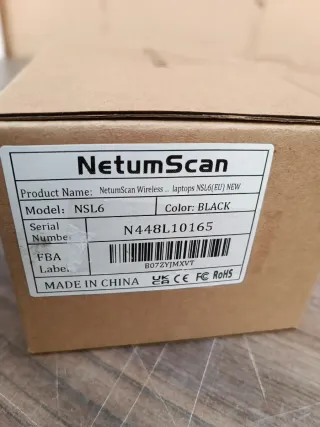 NetumScan
Product Name: NetumScan Wireless ... laptops NSL6(EU) NEW
Model: NSL6 Color: BLACK
Serial Number N448L10165
FBA Label
B07ZYJMXVT
MADE IN CHINA UK CA CE FC RoHS